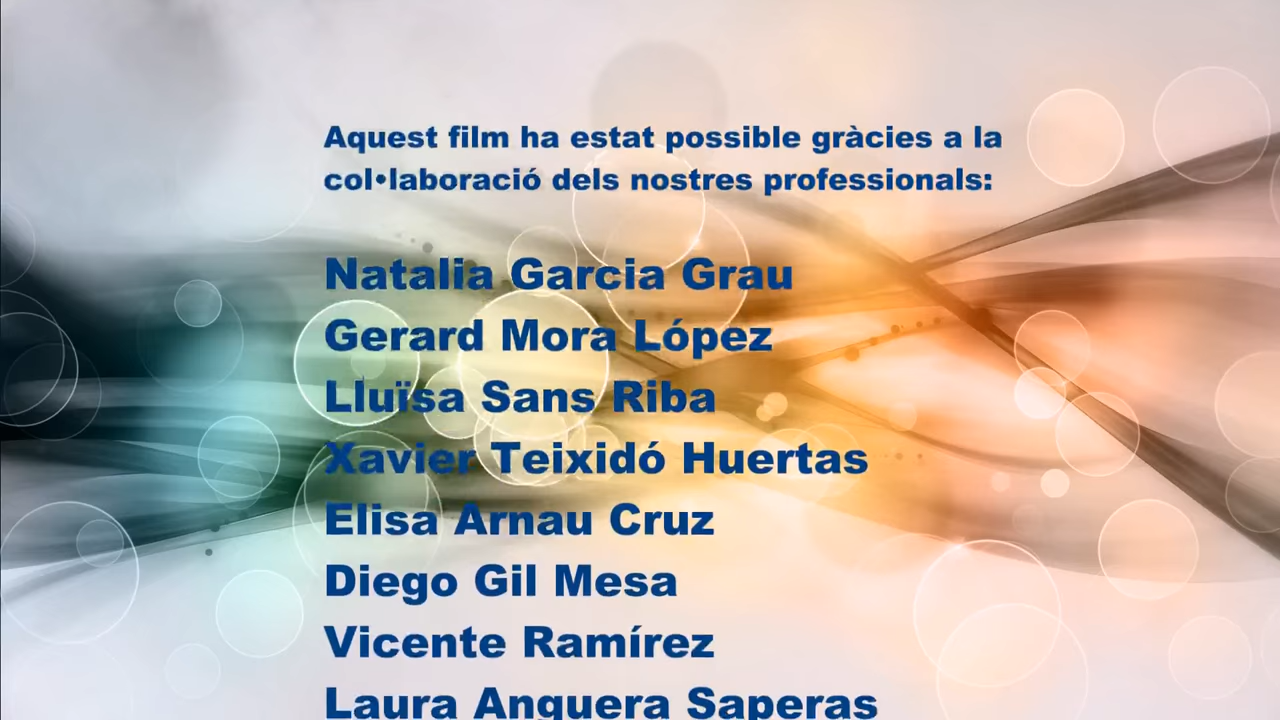 Aquest film ha estat possible gràcies a la
col•laboració dels nostres professionals:
Natalia Garcia Grau
Gerard Mora López
Lluïsa Sans Riba
Xavier Teixidó Huertas
Elisa Arnau Cruz
Diego Gil Mesa
Vicente Ramírez
Laura Anguera Saperas